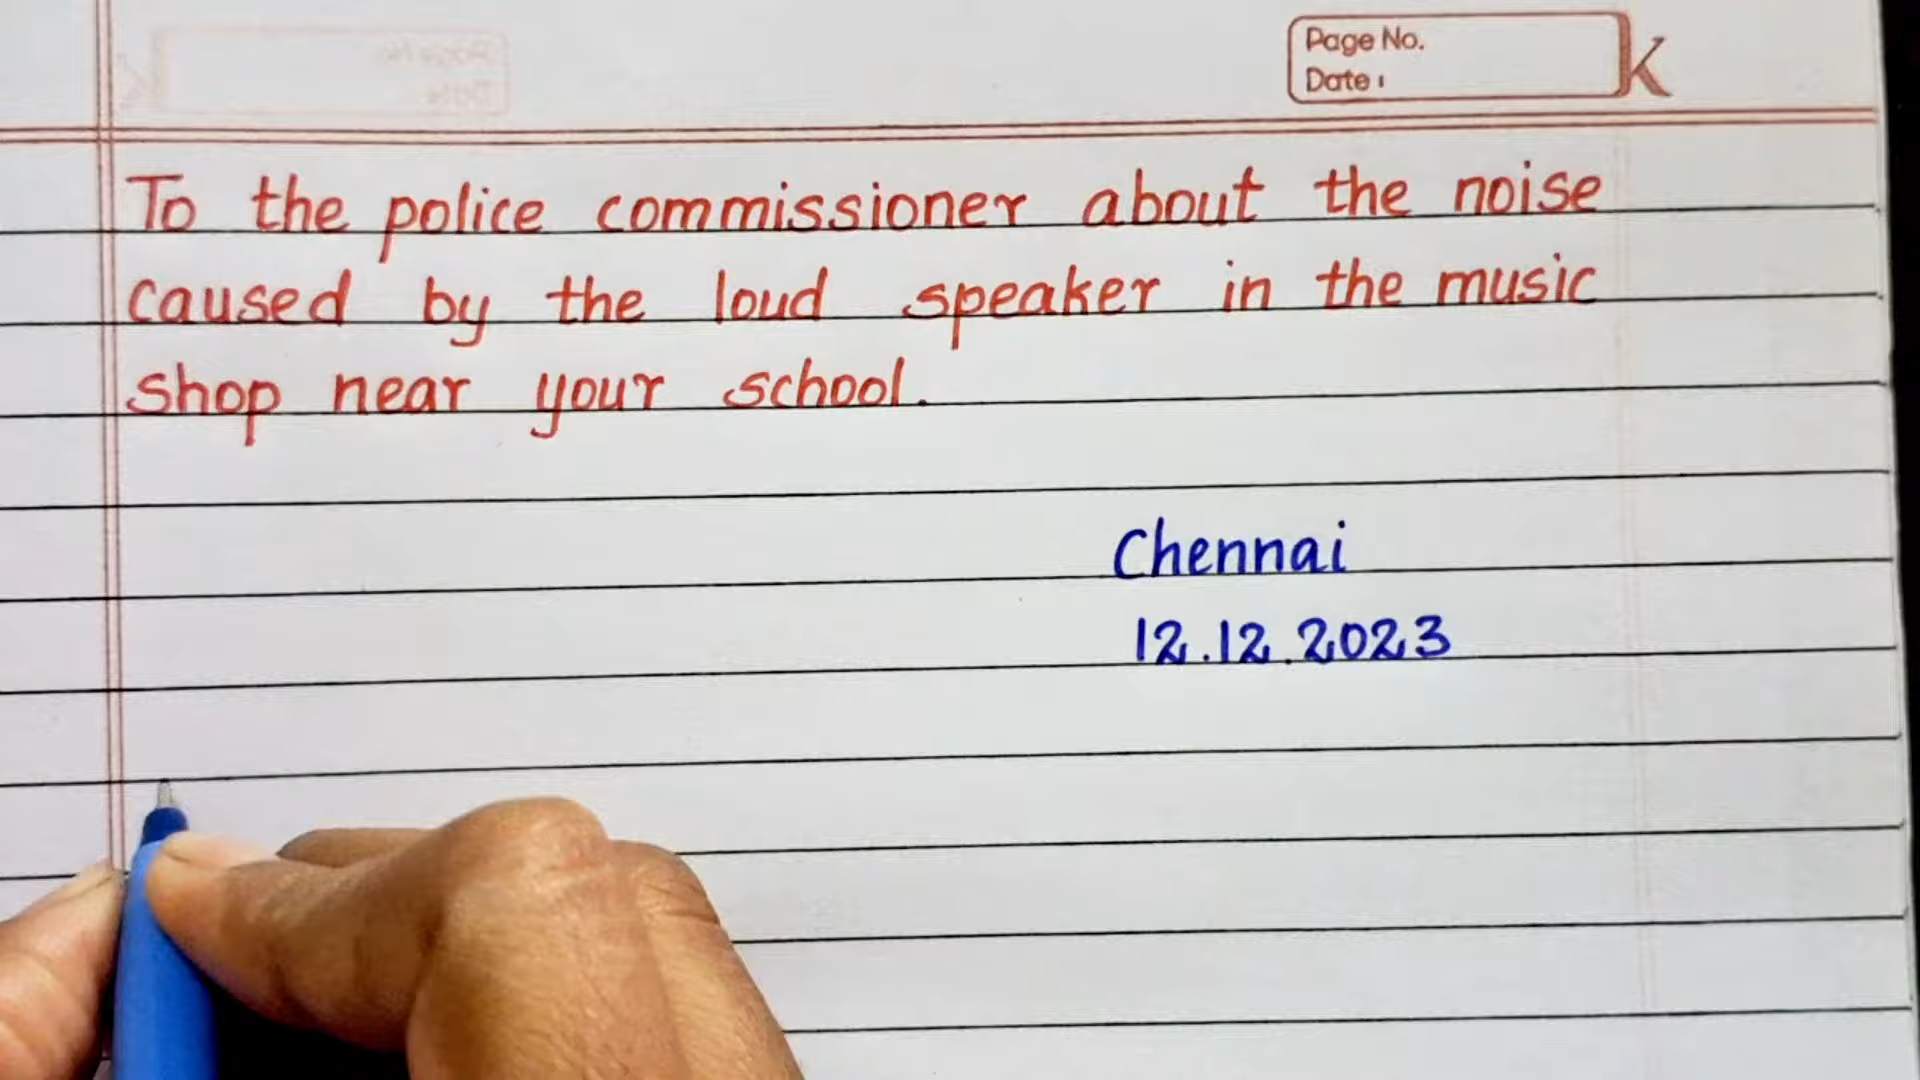 Page No.
Date:
K
To the police commissioner about the noise
caused by the loud speaker in the music
shop near your school.
Chennai
12.12.2023